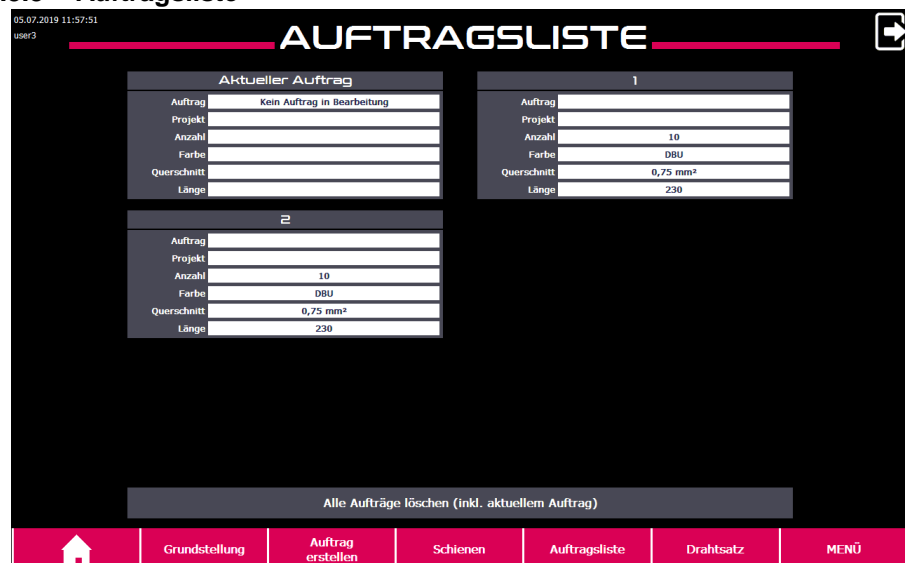 Auftragsliste
05.07.2019 11:57:51
user3
AUFTRAGSLISTE
Aktueller Auftrag
Auftrag Kein Auftrag in Bearbeitung
Projekt
Anzahl
Farbe
Querschnitt
Länge
1
Auftrag
Projekt
Anzahl 10
Farbe DBU
Querschnitt 0,75 mm²
Länge 230
2
Auftrag
Projekt
Anzahl 10
Farbe DBU
Querschnitt 0,75 mm²
Länge 230
Alle Aufträge löschen (inkl. aktuellem Auftrag)
Grundstellung
Auftrag
erstellen
Schienen
Auftragsliste
Drahtsatz
MENÜ